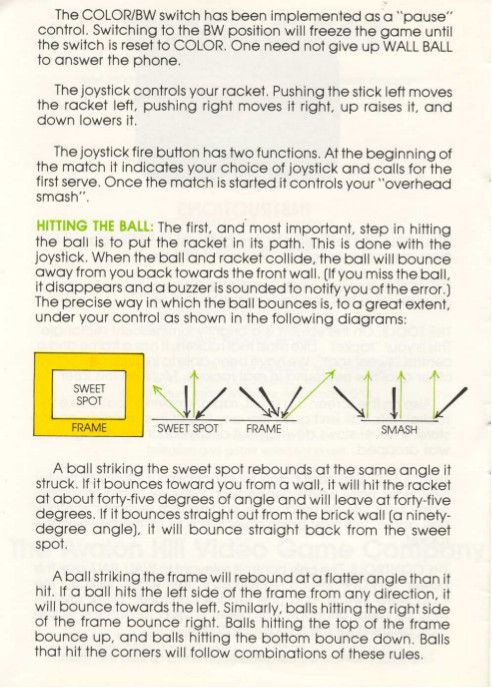 The COLOR/BW switch has been implemented as a "pause"
control. Switching to the BW position will freeze the game until
the switch is reset to COLOR. One need not give up WALL BALL
to answer the phone.
The joystick controls your racket. Pushing the stick left moves
the racket left, pushing right moves it right, up raises it, and
down lowers it.
The joystick fire button has two functions. At the beginning of
the match it indicates your choice of joystick and calls for the
first serve. Once the match is started it controls your "overhead
smash".
HITTING THE BALL: The first, and most important, step in hitting
the ball is to put the racket in its path. This is done with the
joystick. When the ball and racket collide, the ball will bounce
away from you back towards the front wall. (If you miss the ball,
it disappears and a buzzer is sounded to notify you of the error.)
The precise way in which the ball bounces is, to a great extent,
under your control as shown in the following diagrams:
SWEET
SPOT
FRAME
SWEET SPOT
FRAME
SMASH
A ball striking the sweet spot rebounds at the same angle it
struck. If it bounces toward you from a wall, it will hit the racket
at about forty-five degrees of angle and will leave at forty-five
degrees. If it bounces straight out from the brick wall (a ninety-
degree angle), it will bounce straight back from the sweet
spot.
A ball striking the frame will rebound at a flatter angle than it
hit. If a ball hits the left side of the frame from any direction, it
will bounce towards the left. Similarly, balls hitting the right side
of the frame bounce right. Balls hitting the top of the frame
bounce up, and balls hitting the bottom bounce down. Balls
that hit the corners will follow combinations of these rules.